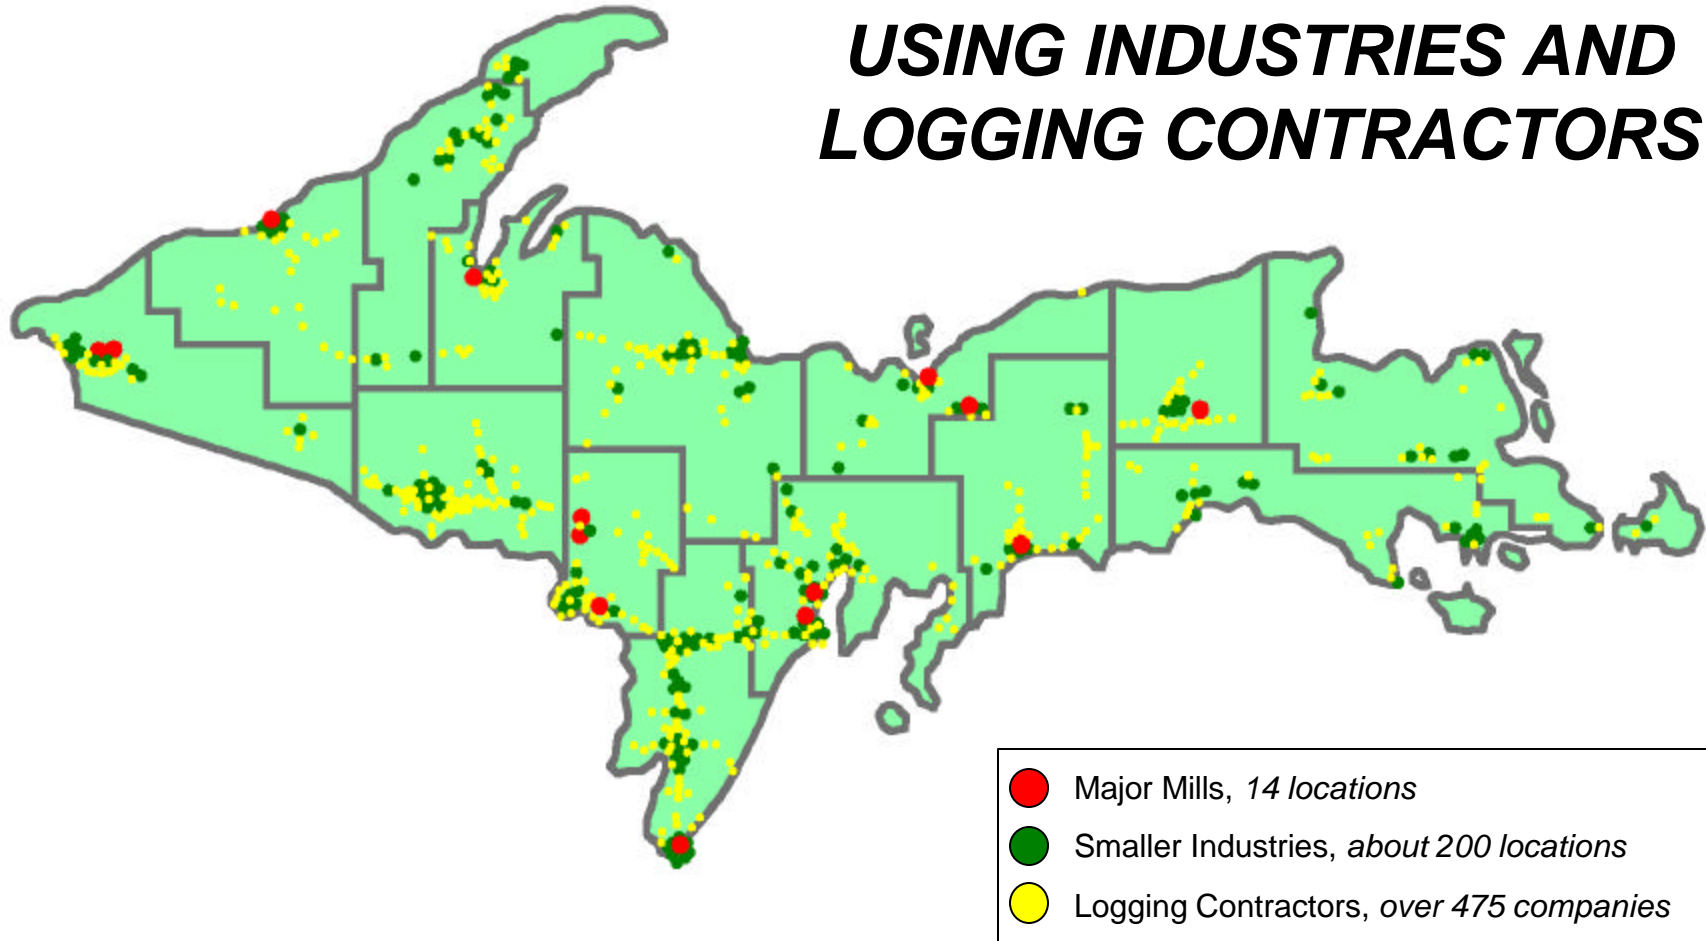 USING INDUSTRIES AND
LOGGING CONTRACTORS
Major Mills, 14 locations
Smaller Industries, about 200 locations
Logging Contractors, over 475 companies